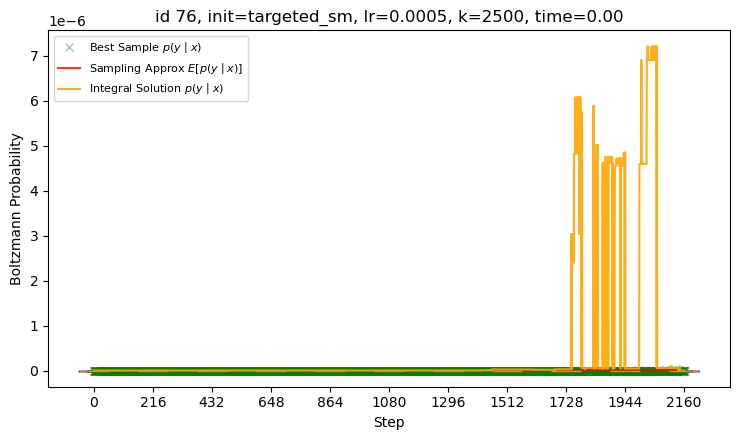 id 76, init=targeted_sm, lr=0.0005, k=2500, time=0.00
1e−6
Best Sample p(y | x)
Sampling Approx E[p(y | x)]
Integral Solution p(y | x)
Boltzmann Probability
7
6
5
4
3
2
1
0
0 216 432 648 864 1080 1296 1512 1728 1944 2160
Step